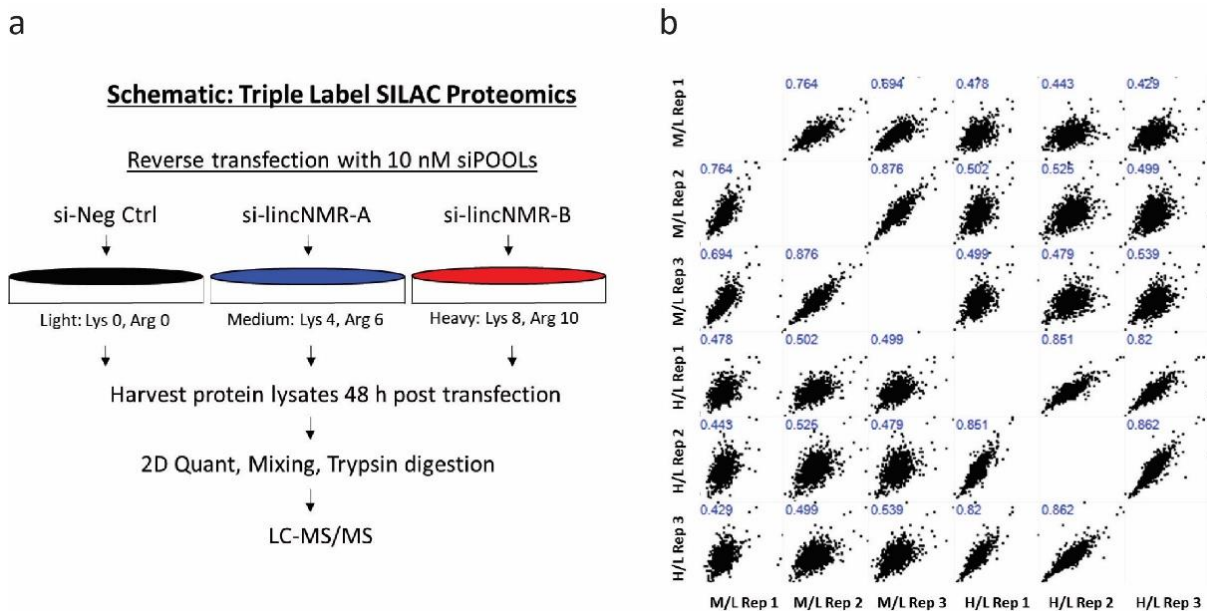 a
Schematic: Triple Label SILAC Proteomics
Reverse transfection with 10 nM siPOOLs
si-Neg Ctrl si-lincNMR-A si-lincNMR-B
Light: Lys 0, Arg 0 Medium: Lys 4, Arg 6 Heavy: Lys 8, Arg 10
Harvest protein lysates 48 h post transfection
2D Quant, Mixing, Trypsin digestion
LC-MS/MS
b
M/L Rep 1 0.764 0.694 0.478 0.443 0.429
M/L Rep 2 0.764 0.876 0.502 0.525 0.499
M/L Rep 3 0.694 0.876 0.499 0.479 0.539
H/L Rep 1 0.478 0.502 0.499 0.851 0.82
H/L Rep 2 0.443 0.525 0.479 0.851 0.862
H/L Rep 3 0.429 0.499 0.539 0.82 0.862
M/L Rep 1 M/L Rep 2 M/L Rep 3 H/L Rep 1 H/L Rep 2 H/L Rep 3